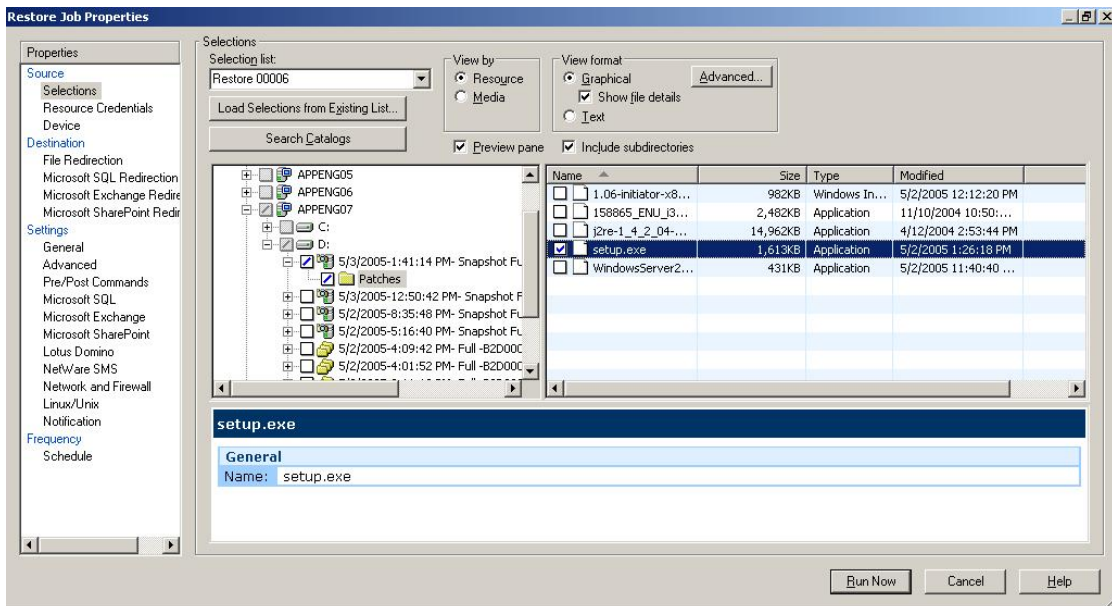 Restore Job Properties
Properties
Source
Selections
Resource Credentials
Device
Destination
File Redirection
Microsoft SQL Redirection
Microsoft Exchange Redire
Microsoft SharePoint Redir
Settings
General
Advanced
Pre/Post Commands
Microsoft SQL
Microsoft Exchange
Microsoft SharePoint
Lotus Domino
NetWare SMS
Network and Firewall
Linux/Unix
Notification
Frequency
Schedule
Selections
Selection list:
Restore 00006
Load Selections from Existing List...
Search Catalogs
View by
Resource
Media
View format
Graphical
Show file details
Text
Advanced...
Preview pane
Include subdirectories
APPENG05
APPENG06
APPENG07
C:
D:
5/3/2005-1:41:14 PM- Snapshot Fu
Patches
5/3/2005-12:50:42 PM- Snapshot F
5/2/2005-8:35:48 PM- Snapshot Fu
5/2/2005-5:16:40 PM- Snapshot Fu
5/2/2005-4:09:42 PM- Full -B2D000
5/2/2005-4:01:52 PM- Full -B2D000
Name Size Type Modified
1.06-initiator-x8... 982KB Windows In... 5/2/2005 12:12:20 PM
158865_ENU_i3... 2,482KB Application 11/10/2004 10:50:...
j2re-1_4_2_04-... 14,962KB Application 4/12/2004 2:53:44 PM
setup.exe 1,613KB Application 5/2/2005 1:26:18 PM
WindowsServer2... 431KB Application 5/2/2005 11:40:40 ...
setup.exe
General
Name: setup.exe
Run Now
Cancel
Help